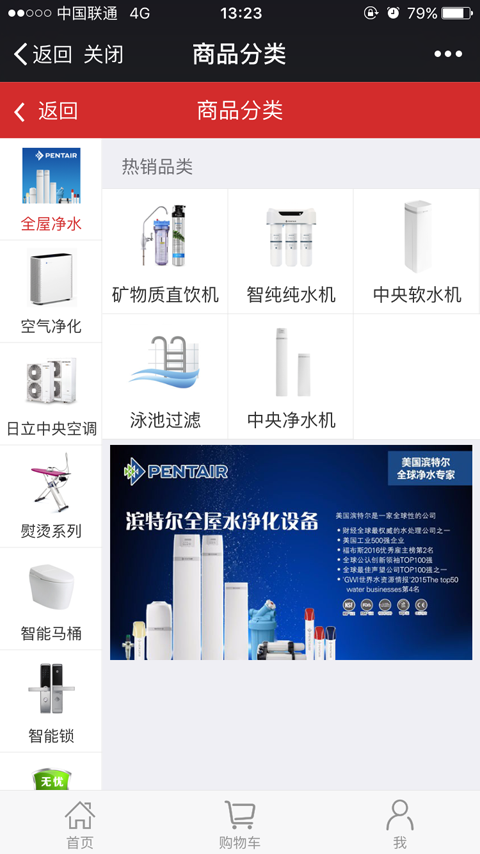 中国联通 4G 13:23 79%
返回 关闭 商品分类
返回 商品分类
PENTAIR
全屋净水
空气净化
日立中央空调
熨烫系列
智能马桶
智能锁
无忧
热销品类
矿物质直饮机
智纯纯水机
中央软水机
泳池过滤
中央净水机
PENTAIR
美国滨特尔
全球净水专家
滨特尔全屋水净化设备
美国滨特尔是一家全球性的公司
财经全球最权威的水处理公司之一
美国工业500强企业
福布斯2016优秀雇主榜第2名
全球公认创新领袖TOP100强
全球最佳声望公司TOP100强之一
'GWI世界水资源情报'2015The top50
water businesses第4名
NSF
首页
购物车
我